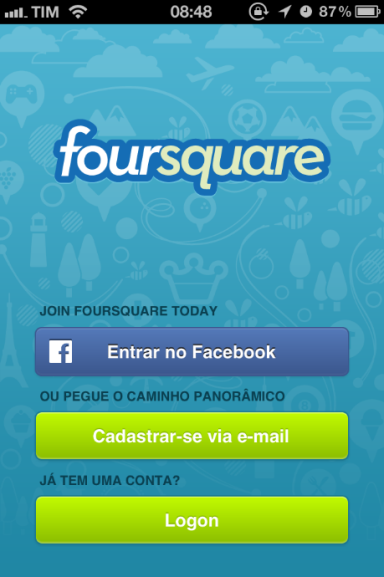 TIM 08:48 87%
foursquare
JOIN FOURSQUARE TODAY
Entrar no Facebook
OU PEGUE O CAMINHO PANORÂMICO
Cadastrar-se via e-mail
JÁ TEM UMA CONTA?
Logon